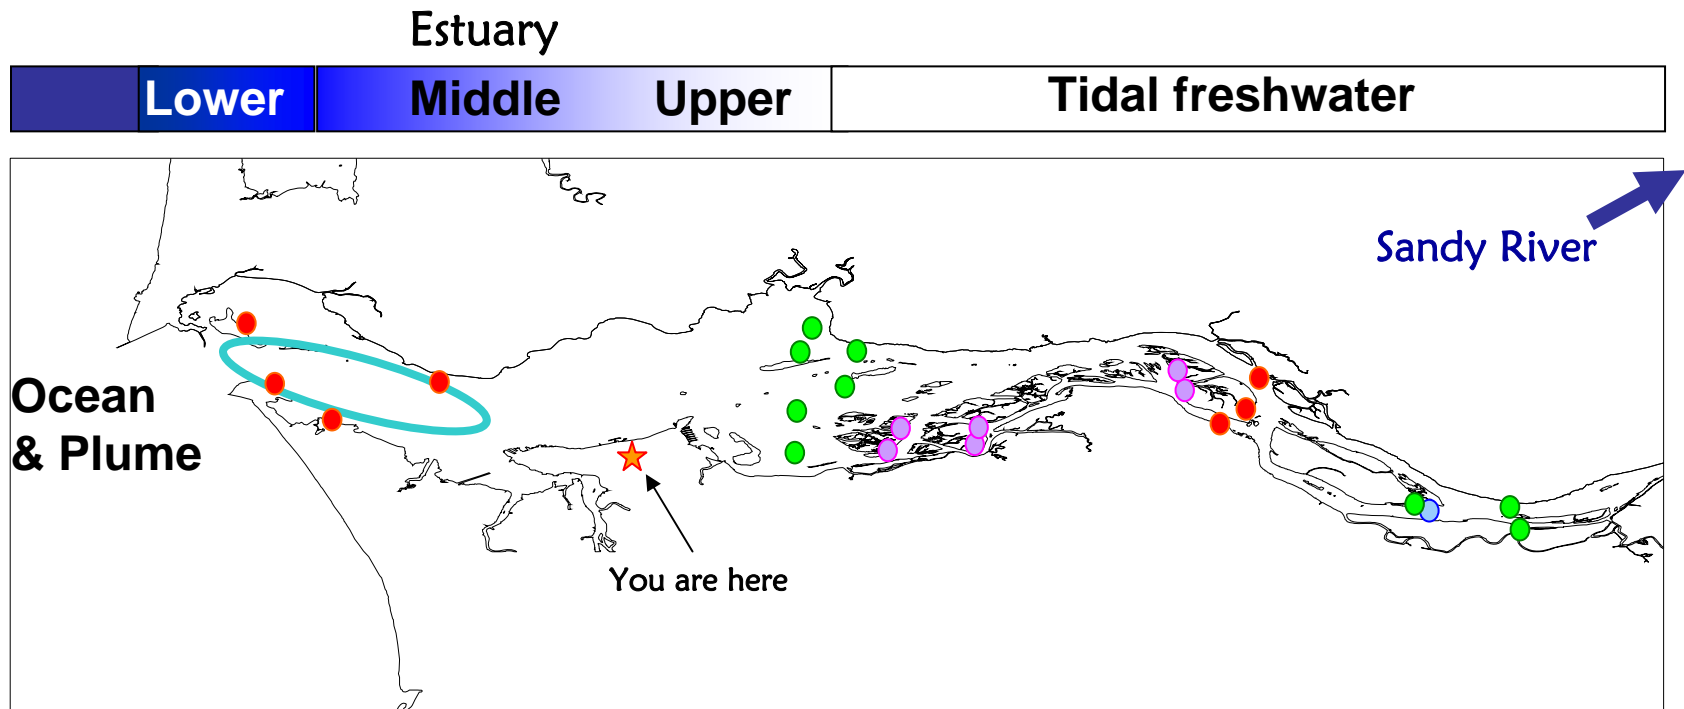 Estuary
Lower Middle Upper Tidal freshwater
Sandy River
Ocean
& Plume
You are here